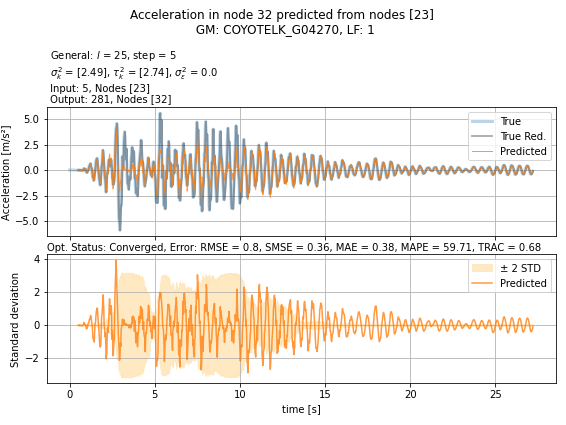 Acceleration in node 32 predicted from nodes [23]
GM: COYOTELK_G04270, LF: 1
General: l = 25, step = 5
σ²ₖ = [2.49], τ²ₖ = [2.74], σ²ε = 0.0
Input: 5, Nodes [23]
Output: 281, Nodes [32]
Acceleration [m/s²]
5.0
2.5
0.0
−2.5
−5.0
True
True Red.
Predicted
Opt. Status: Converged, Error: RMSE = 0.8, SMSE = 0.36, MAE = 0.38, MAPE = 59.71, TRAC = 0.68
Standard deviation
4
2
0
−2
± 2 STD
Predicted
0
5
10
15
20
25
time [s]